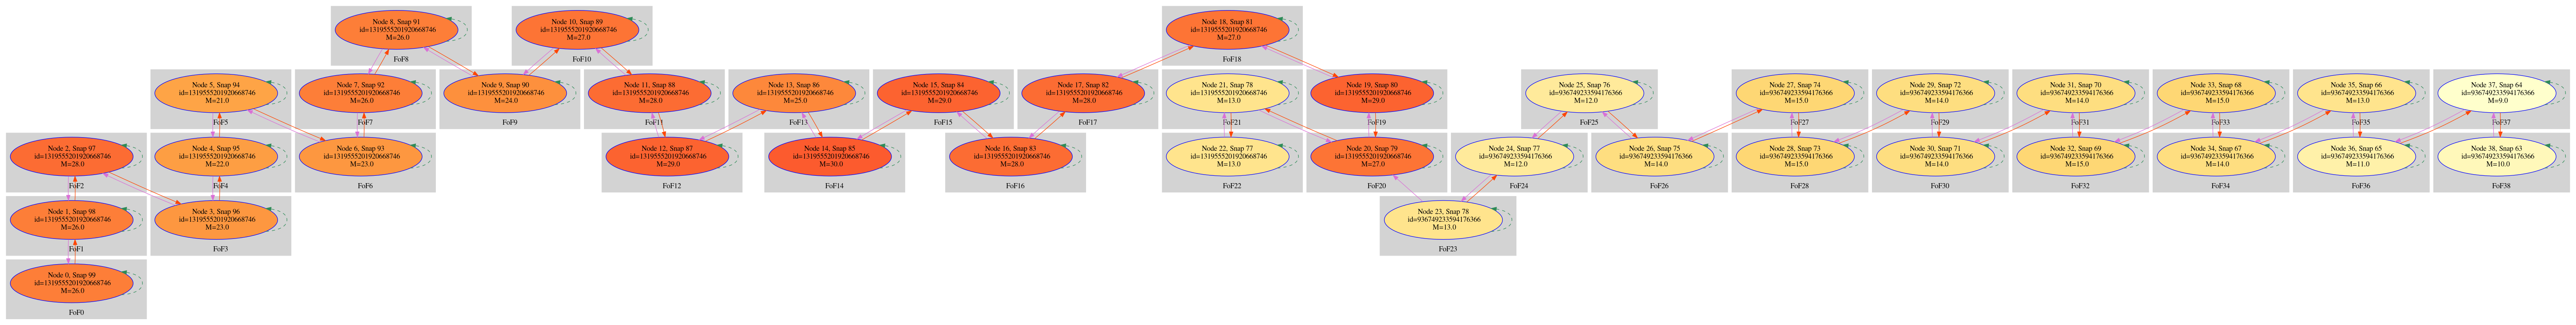 Node 8, Snap 91
id=1319555201920668746
M=26.0
FoF8
Node 10, Snap 89
id=1319555201920668746
M=27.0
FoF10
Node 18, Snap 81
id=1319555201920668746
M=27.0
FoF18
Node 5, Snap 94
id=1319555201920668746
M=21.0
FoF5
Node 7, Snap 92
id=1319555201920668746
M=26.0
FoF7
Node 9, Snap 90
id=1319555201920668746
M=24.0
FoF9
Node 11, Snap 88
id=1319555201920668746
M=28.0
FoF11
Node 13, Snap 86
id=1319555201920668746
M=25.0
FoF13
Node 15, Snap 84
id=1319555201920668746
M=29.0
FoF15
Node 17, Snap 82
id=1319555201920668746
M=28.0
FoF17
Node 21, Snap 78
id=1319555201920668746
M=13.0
FoF21
Node 19, Snap 80
id=1319555201920668746
M=29.0
FoF19
Node 25, Snap 76
id=936749233594176366
M=12.0
FoF25
Node 27, Snap 74
id=936749233594176366
M=15.0
FoF27
Node 29, Snap 72
id=936749233594176366
M=14.0
FoF29
Node 31, Snap 70
id=936749233594176366
M=14.0
FoF31
Node 33, Snap 68
id=936749233594176366
M=15.0
FoF33
Node 35, Snap 66
id=936749233594176366
M=13.0
FoF35
Node 37, Snap 64
id=936749233594176366
M=9.0
FoF37
Node 2, Snap 97
id=1319555201920668746
M=28.0
FoF2
Node 4, Snap 95
id=1319555201920668746
M=22.0
FoF4
Node 6, Snap 93
id=1319555201920668746
M=23.0
FoF6
Node 12, Snap 87
id=1319555201920668746
M=29.0
FoF12
Node 14, Snap 85
id=1319555201920668746
M=30.0
FoF14
Node 16, Snap 83
id=1319555201920668746
M=28.0
FoF16
Node 22, Snap 77
id=1319555201920668746
M=13.0
FoF22
Node 20, Snap 79
id=1319555201920668746
M=27.0
FoF20
Node 24, Snap 77
id=936749233594176366
M=12.0
FoF24
Node 26, Snap 75
id=936749233594176366
M=14.0
FoF26
Node 28, Snap 73
id=936749233594176366
M=15.0
FoF28
Node 30, Snap 71
id=936749233594176366
M=14.0
FoF30
Node 32, Snap 69
id=936749233594176366
M=15.0
FoF32
Node 34, Snap 67
id=936749233594176366
M=14.0
FoF34
Node 36, Snap 65
id=936749233594176366
M=11.0
FoF36
Node 38, Snap 63
id=936749233594176366
M=10.0
FoF38
Node 1, Snap 98
id=1319555201920668746
M=26.0
FoF1
Node 3, Snap 96
id=1319555201920668746
M=23.0
FoF3
Node 23, Snap 78
id=936749233594176366
M=13.0
FoF23
Node 0, Snap 99
id=1319555201920668746
M=26.0
FoF0